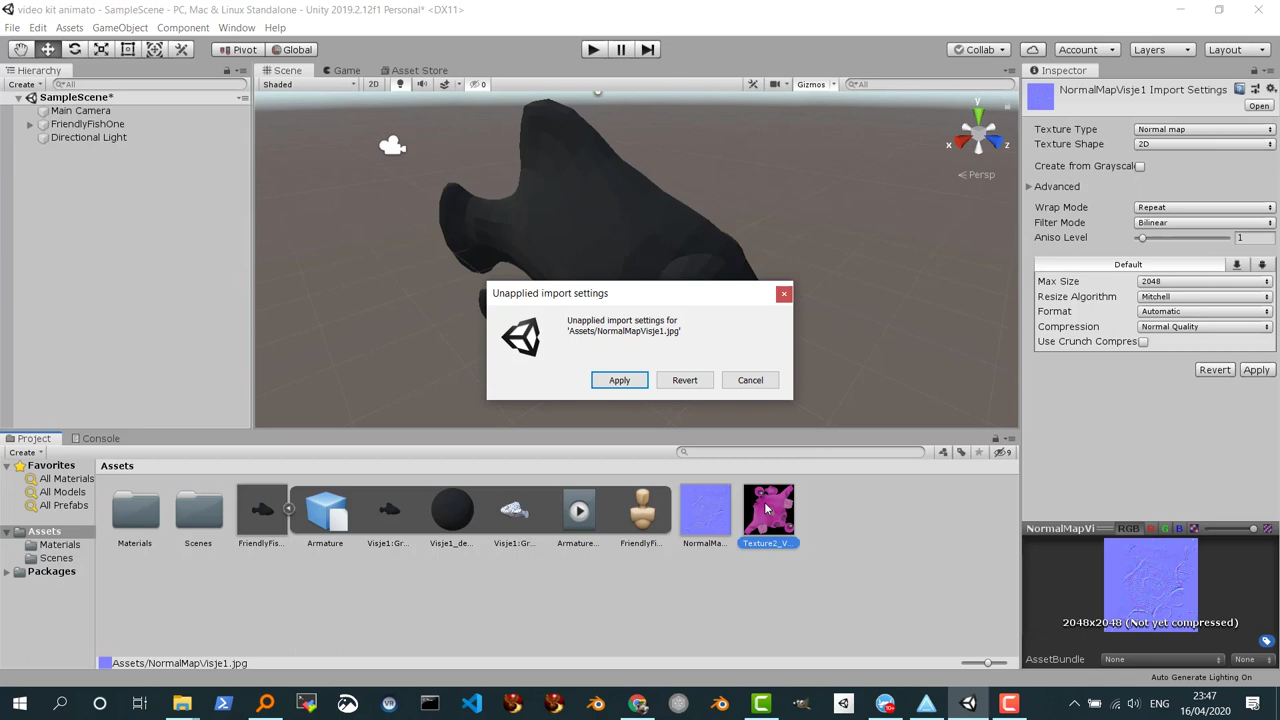 video kit animato - SampleScene - PC, Mac & Linux Standalone - Unity 2019.2.12f1 Personal* <DX11>
File Edit Assets GameObject Component Window Help
Pivot Global Collab Account Layers Layout
Hierarchy Scene Game Asset Store Inspector
Create All Shaded 2D 0 Gizmos All
SampleScene*
Main Camera
FriendlyFishOne
Directional Light
y
x
z
Persp
NormalMapVisje1 Import Settings
Open
Texture Type Normal map
Texture Shape 2D
Create from Grayscal
Advanced
Wrap Mode Repeat
Filter Mode Bilinear
Aniso Level 1
Default
Max Size 2048
Resize Algorithm Mitchell
Format Automatic
Compression Normal Quality
Use Crunch Compres
Revert Apply
Unapplied import settings
Unapplied import settings for
'Assets/NormalMapVisje1.jpg'
Apply Revert Cancel
Project Console
Create 9
Favorites
All Materials
All Models
All Prefabs
Assets
Materials
Scenes
Packages
Assets
Materials Scenes FriendlyFis... Armature Visje1:Gr... Visje1_de... Visje1:Gr... Armature... FriendlyFi... NormalMa... Texture2_V...
Assets/NormalMapVisje1.jpg
NormalMapVi RGB R G B
2048x2048 (Not yet compressed)
AssetBundle None None
Auto Generate Lighting On
10+
ENG
23:47
16/04/2020